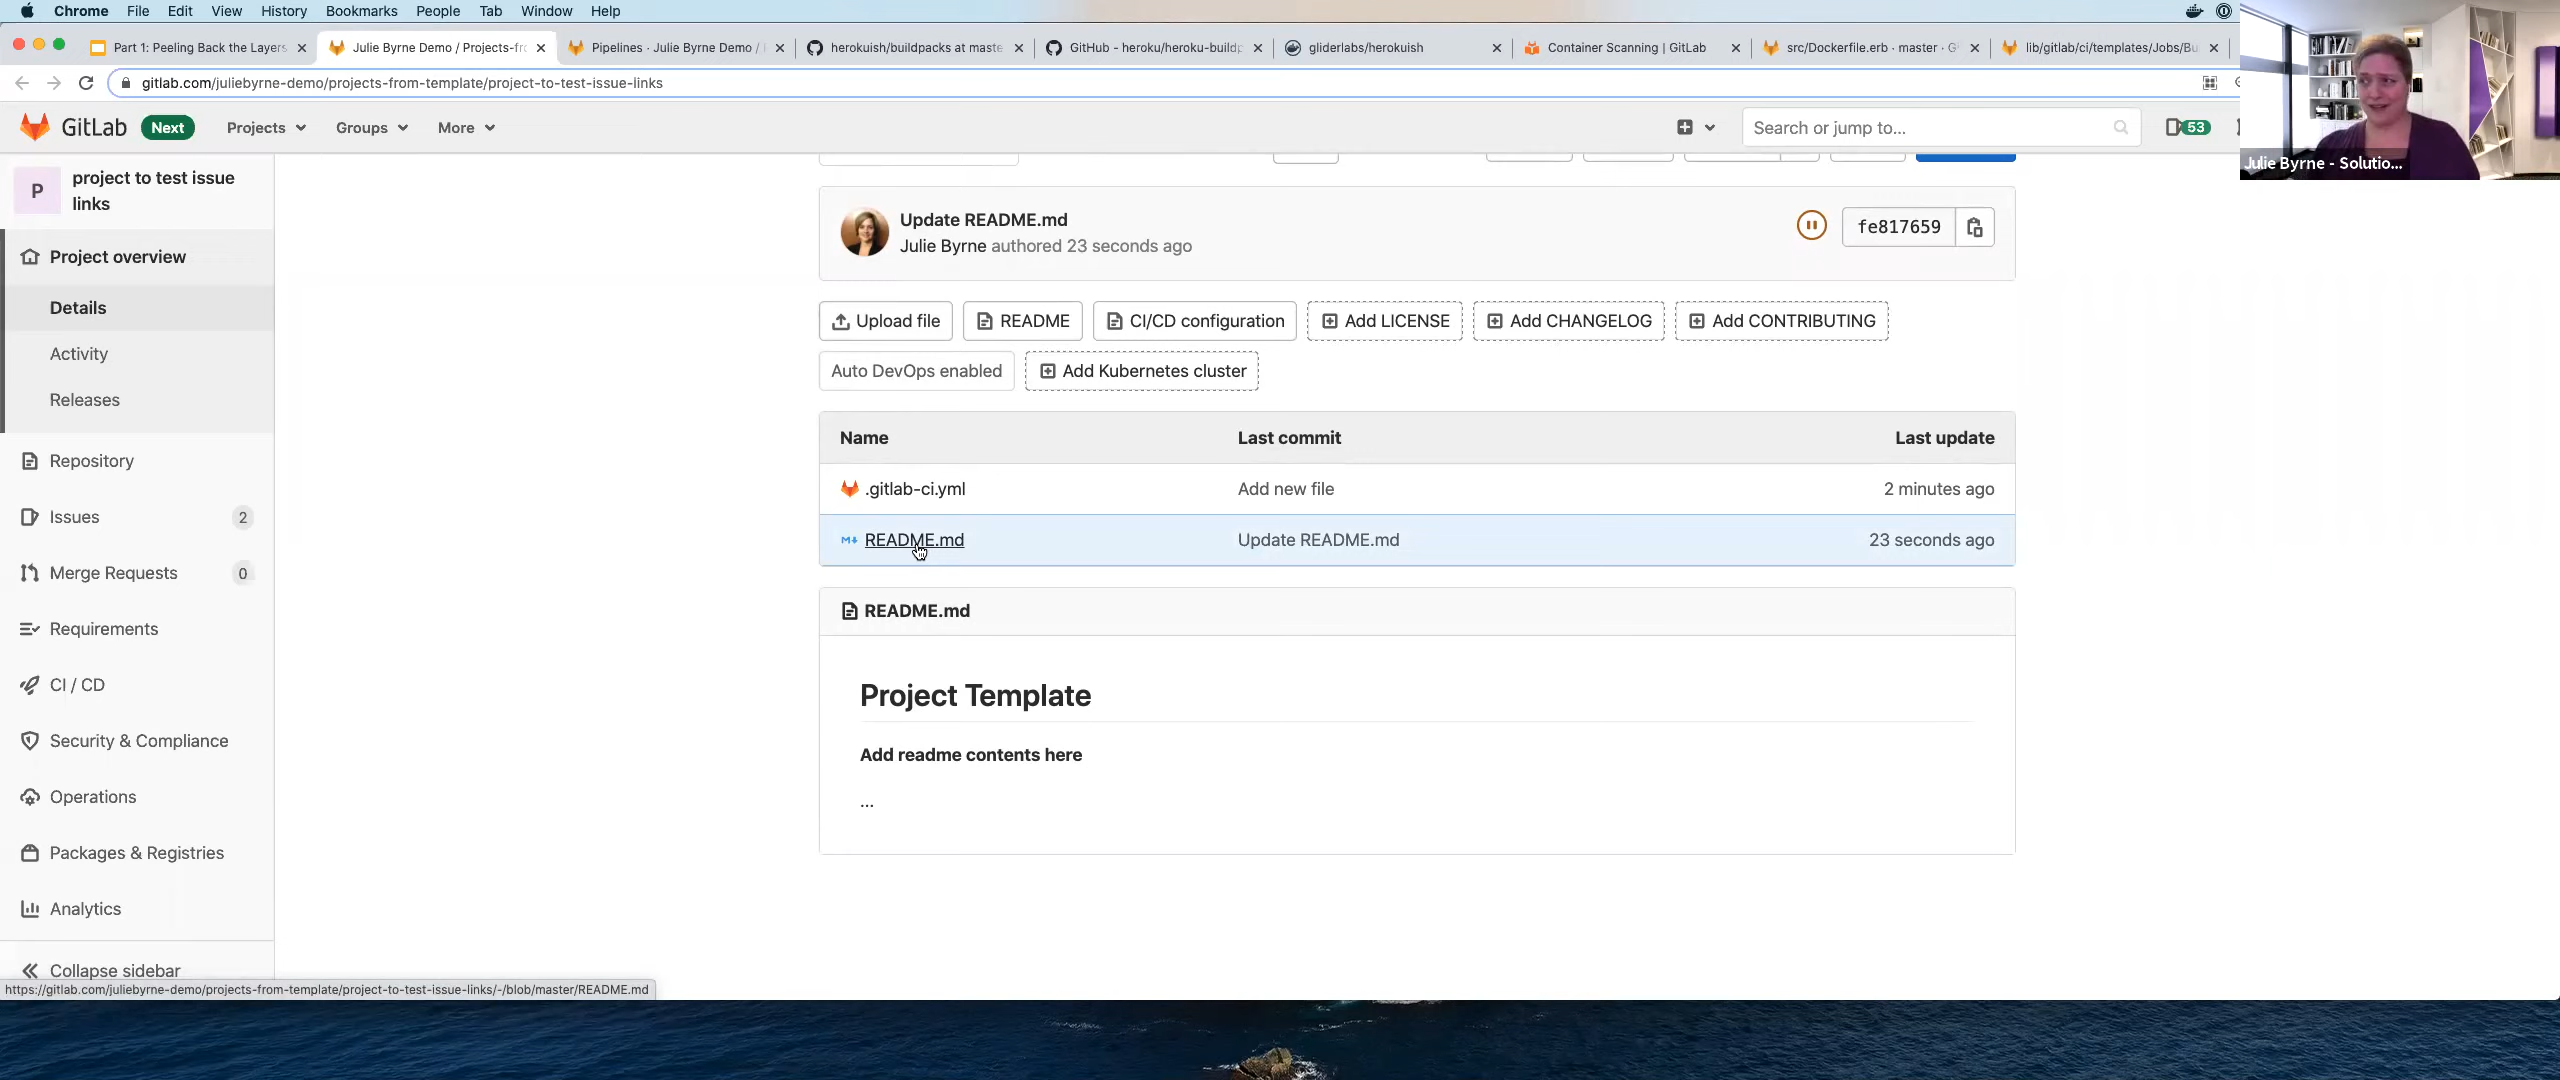 Chrome File Edit View History Bookmarks People Tab Window Help
Part 1: Peeling Back the Layers
Julie Byrne Demo / Projects-fr
Pipelines · Julie Byrne Demo /
herokuish/buildpacks at maste
GitHub - heroku/heroku-buildp
gliderlabs/herokuish
Container Scanning | GitLab
src/Dockerfile.erb · master · G
lib/gitlab/ci/templates/Jobs/Bu
gitlab.com/juliebyrne-demo/projects-from-template/project-to-test-issue-links
GitLab Next Projects Groups More Search or jump to... 53
Julie Byrne - Solutio...
P project to test issue
links
Project overview
Details
Activity
Releases
Repository
Issues 2
Merge Requests 0
Requirements
CI / CD
Security & Compliance
Operations
Packages & Registries
Analytics
Collapse sidebar
Update README.md
Julie Byrne authored 23 seconds ago
fe817659
Upload file README CI/CD configuration Add LICENSE Add CHANGELOG Add CONTRIBUTING
Auto DevOps enabled Add Kubernetes cluster
Name Last commit Last update
.gitlab-ci.yml Add new file 2 minutes ago
README.md Update README.md 23 seconds ago
README.md
Project Template
Add readme contents here
...
https://gitlab.com/juliebyrne-demo/projects-from-template/project-to-test-issue-links/-/blob/master/README.md